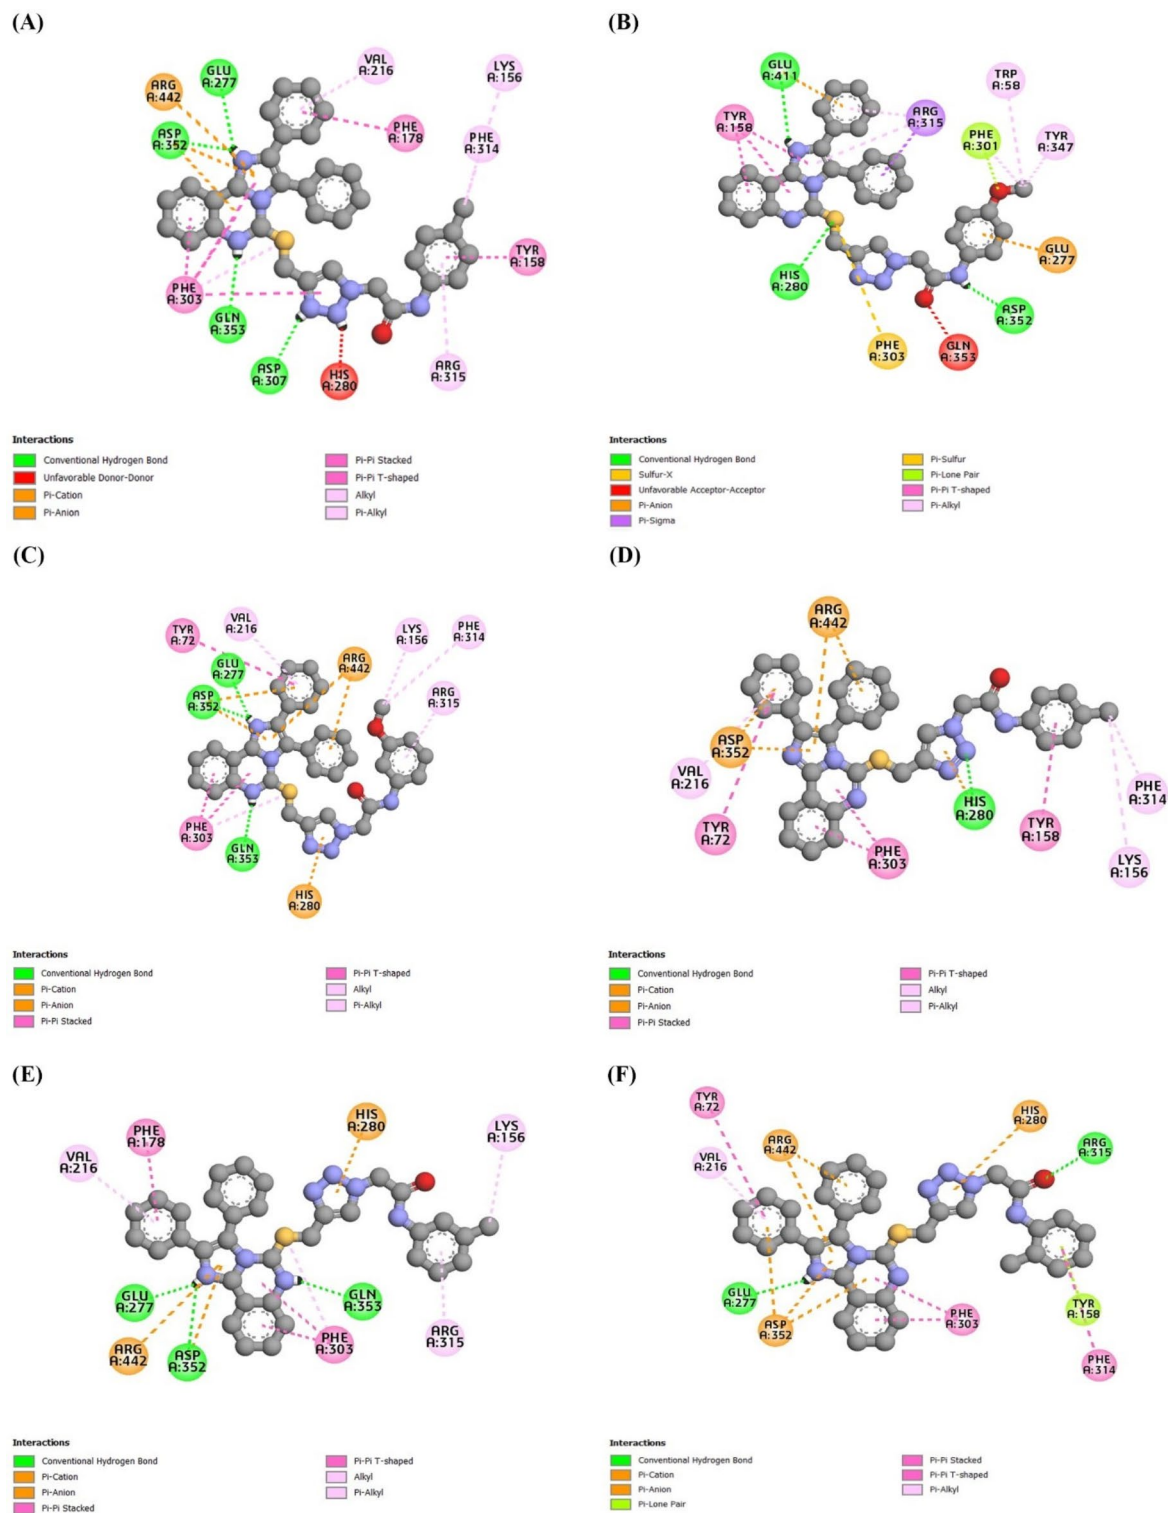 (A)
GLU
A:277
ARG
A:442
ASP
A:352
VAL
A:216
LYS
A:156
PHE
A:178
PHE
A:314
TYR
A:158
PHE
A:303
GLN
A:353
ASP
A:307
HIS
A:280
ARG
A:315
Interactions
Conventional Hydrogen Bond
Unfavorable Donor-Donor
Pi-Cation
Pi-Anion
Pi-Pi Stacked
Pi-Pi T-shaped
Alkyl
Pi-Alkyl
(B)
GLU
A:411
TYR
A:158
ARG
A:315
TRP
A:58
PHE
A:301
TYR
A:347
GLU
A:277
HIS
A:280
ASP
A:352
PHE
A:303
GLN
A:353
Interactions
Conventional Hydrogen Bond
Sulfur-X
Unfavorable Acceptor-Acceptor
Pi-Anion
Pi-Sigma
Pi-Sulfur
Pi-Lone Pair
Pi-Pi T-shaped
Pi-Alkyl
(C)
VAL
A:216
TYR
A:72
GLU
A:277
ASP
A:352
ARG
A:442
LYS
A:156
PHE
A:314
ARG
A:315
PHE
A:303
GLN
A:353
HIS
A:280
Interactions
Conventional Hydrogen Bond
Pi-Cation
Pi-Anion
Pi-Pi Stacked
Pi-Pi T-shaped
Alkyl
Pi-Alkyl
(D)
ARG
A:442
ASP
A:352
VAL
A:216
TYR
A:72
PHE
A:303
HIS
A:280
TYR
A:158
PHE
A:314
LYS
A:156
Interactions
Conventional Hydrogen Bond
Pi-Cation
Pi-Anion
Pi-Pi Stacked
Pi-Pi T-shaped
Alkyl
Pi-Alkyl
(E)
HIS
A:280
PHE
A:178
VAL
A:216
LYS
A:156
GLU
A:277
GLN
A:353
ARG
A:442
ASP
A:352
PHE
A:303
ARG
A:315
Interactions
Conventional Hydrogen Bond
Pi-Cation
Pi-Anion
Pi-Pi Stacked
Pi-Pi T-shaped
Alkyl
Pi-Alkyl
(F)
TYR
A:72
ARG
A:442
VAL
A:216
HIS
A:280
ARG
A:315
GLU
A:277
ASP
A:352
PHE
A:303
TYR
A:158
PHE
A:314
Interactions
Conventional Hydrogen Bond
Pi-Cation
Pi-Anion
Pi-Lone Pair
Pi-Pi Stacked
Pi-Pi T-shaped
Pi-Alkyl